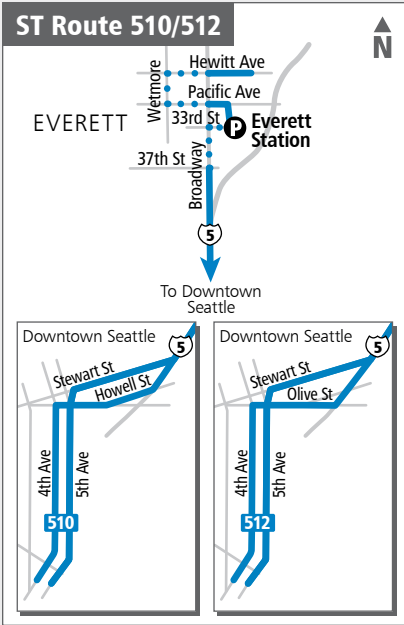 ST Route 510/512
N
Hewitt Ave
Wetmore
Pacific Ave
EVERETT
33rd St
P
Everett
Station
37th St
Broadway
5
To Downtown
Seattle
Downtown Seattle
5
Stewart St
Howell St
4th Ave
5th Ave
510
Downtown Seattle
5
Stewart St
Olive St
4th Ave
5th Ave
512